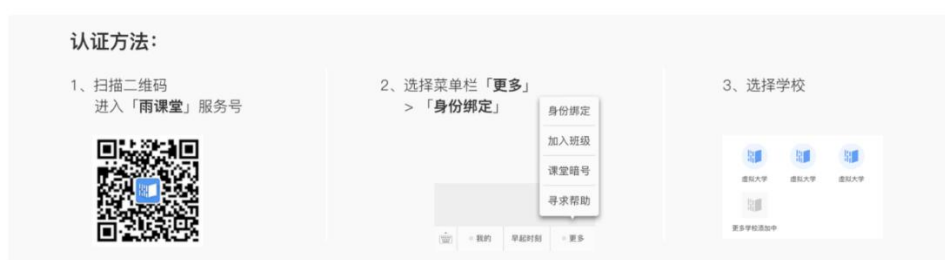 认证方法：
1、扫描二维码
进入「雨课堂」服务号
2、选择菜单栏「更多」
>「身份绑定」
身份绑定
加入班级
课堂暗号
寻求帮助
我的
早起时刻
更多
3、选择学校
虚拟大学
虚拟大学
虚拟大学
更多学校添加中